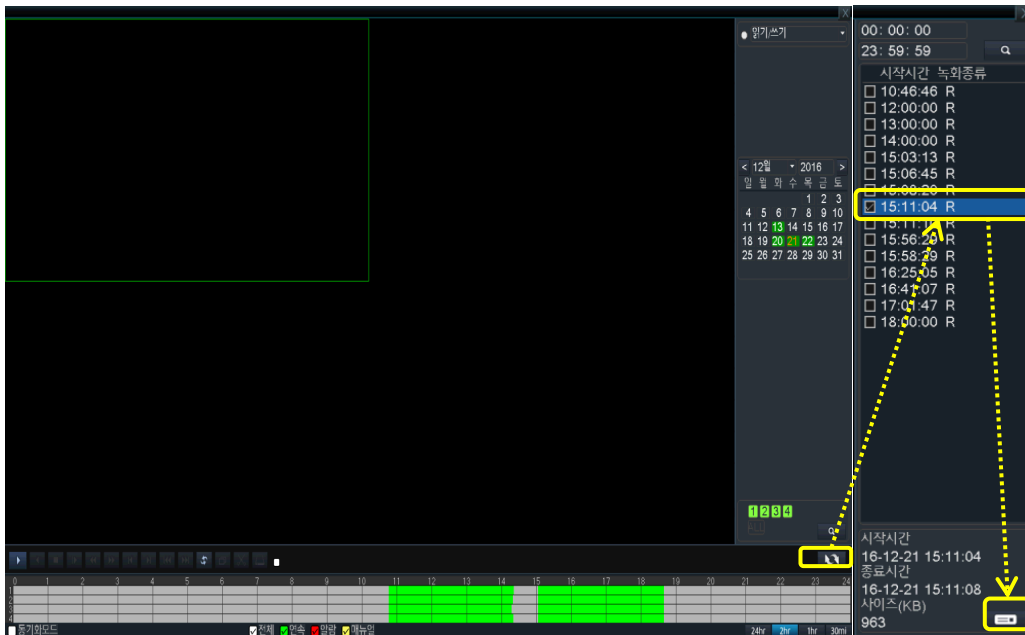 X
읽기/쓰기
< 12월 2016 >
일 월 화 수 목 금 토
1 2 3
4 5 6 7 8 9 10
11 12 13 14 15 16 17
18 19 20 21 22 23 24
25 26 27 28 29 30 31
1 2 3 4
0 1 2 3 4 5 6 7 8 9 10 11 12 13 14 15 16 17 18 19 20 21 22 23 24
1
2
3
4
동기화모드 전체 연속 알람 매뉴얼 24hr 2hr 1hr 30mi
00: 00: 00
23: 59: 59
시작시간 녹화종류
10:46:46 R
12:00:00 R
13:00:00 R
14:00:00 R
15:03:13 R
15:06:45 R
R
15:11:04 R
R
15:56:29 R
15:58:29 R
16:25:05 R
16:41:07 R
17:01:47 R
18:00:00 R
시작시간
16-12-21 15:11:04
종료시간
16-12-21 15:11:08
사이즈(KB)
963